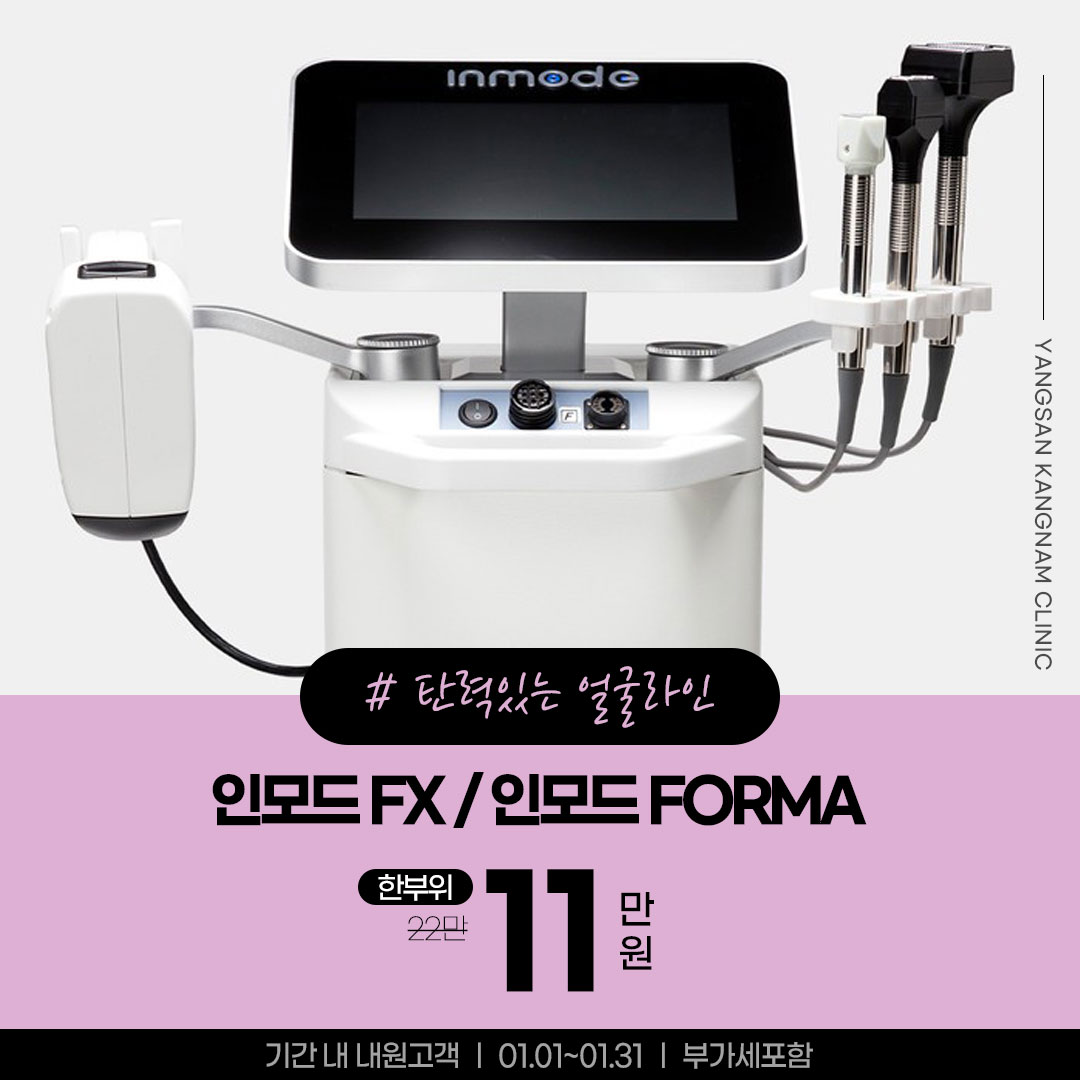 inmode
F
YANGSAN KANGNAM CLINIC
# 탄력있는 얼굴라인
인모드 FX / 인모드 FORMA
한부위
22만
11만원
기간 내 내원고객 | 01.01~01.31 | 부가세포함